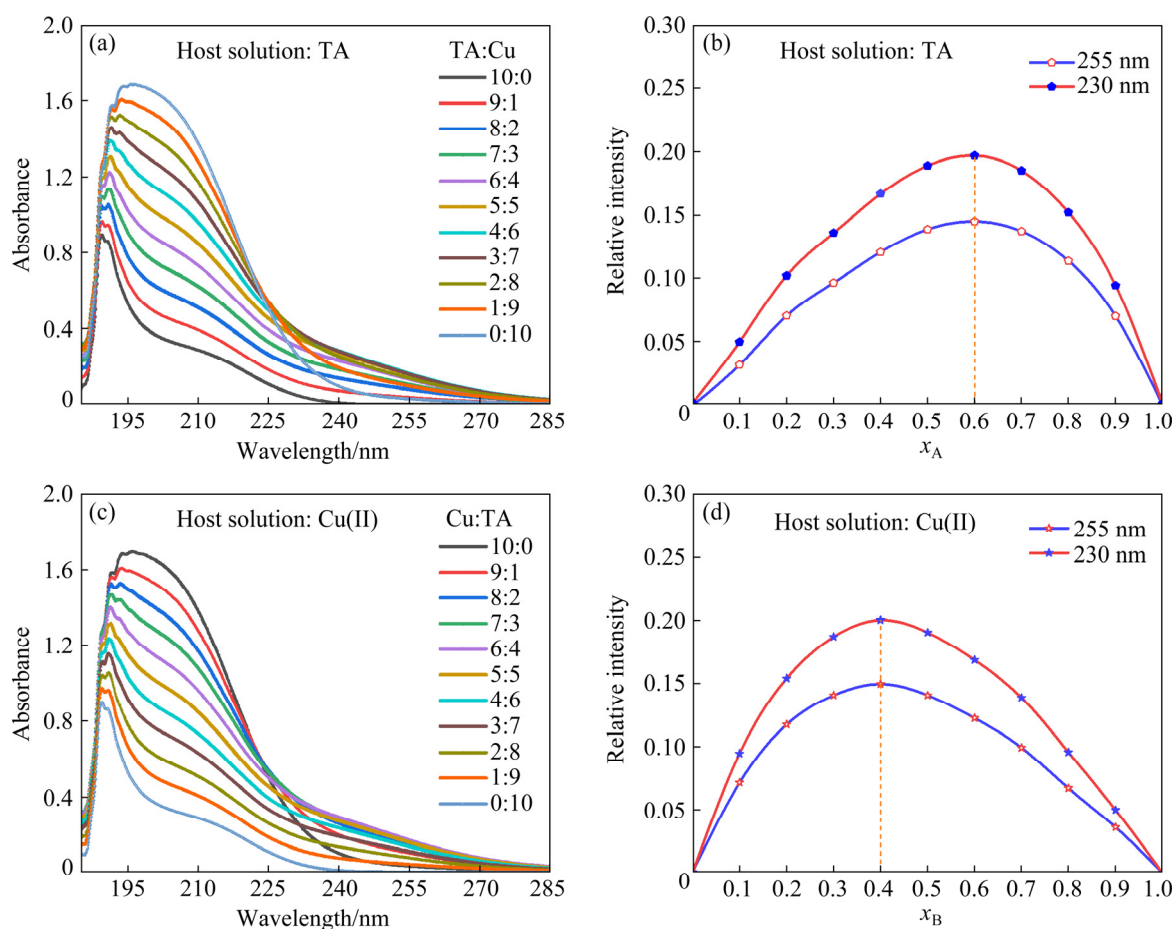 (a)
Host solution: TA
TA:Cu
10:0
9:1
8:2
7:3
6:4
5:5
4:6
3:7
2:8
1:9
0:10
2.0
1.6
1.2
0.8
0.4
0
Absorbance
195 210 225 240 255 270 285
Wavelength/nm
(b)
Host solution: TA
255 nm
230 nm
0.30
0.25
0.20
0.15
0.10
0.05
0
Relative intensity
0.1 0.2 0.3 0.4 0.5 0.6 0.7 0.8 0.9 1.0
xA
(c)
Host solution: Cu(II)
Cu:TA
10:0
9:1
8:2
7:3
6:4
5:5
4:6
3:7
2:8
1:9
0:10
2.0
1.6
1.2
0.8
0.4
0
Absorbance
195 210 225 240 255 270 285
Wavelength/nm
(d)
Host solution: Cu(II)
255 nm
230 nm
0.30
0.25
0.20
0.15
0.10
0.05
0
Relative intensity
0.1 0.2 0.3 0.4 0.5 0.6 0.7 0.8 0.9 1.0
xB